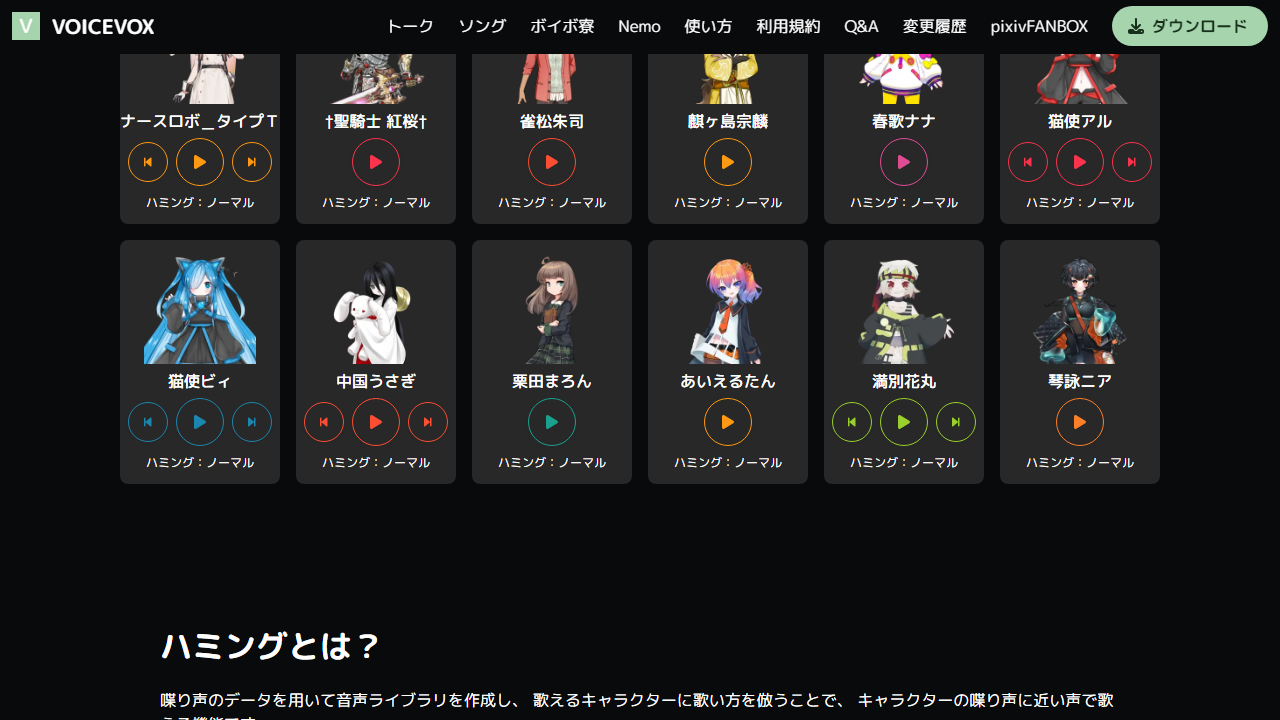 V VOICEVOX トーク ソング ボイボ寮 Nemo 使い方 利用規約 Q&A 変更履歴 pixivFANBOX ダウンロード
ナースロボ＿タイプT †聖騎士 紅桜† 雀松朱司 麒ヶ島宗麟 春歌ナナ 猫使アル
ハミング：ノーマル ハミング：ノーマル ハミング：ノーマル ハミング：ノーマル ハミング：ノーマル ハミング：ノーマル
猫使ビィ 中国うさぎ 栗田まろん あいえるたん 満別花丸 琴詠ニア
ハミング：ノーマル ハミング：ノーマル ハミング：ノーマル ハミング：ノーマル ハミング：ノーマル ハミング：ノーマル
ハミングとは？
喋り声のデータを用いて音声ライブラリを作成し、 歌えるキャラクターに歌い方を倣うことで、 キャラクターの喋り声に近い声で歌
える機能です